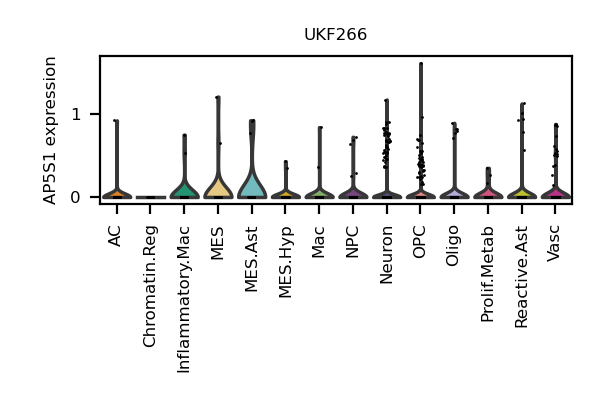 UKF266
AP5S1 expression
1
0
AC
Chromatin.Reg
Inflammatory.Mac
MES
MES.Ast
MES.Hyp
Mac
NPC
Neuron
OPC
Oligo
Prolif.Metab
Reactive.Ast
Vasc